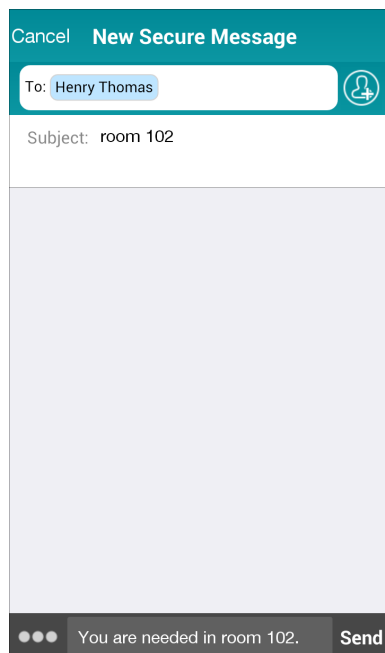 Cancel New Secure Message
To: Henry Thomas
Subject: room 102
You are needed in room 102. Send